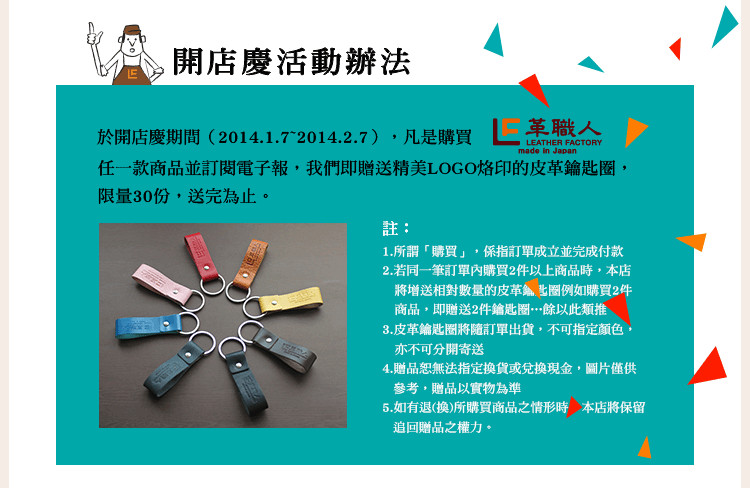 開店慶活動辦法
於開店慶期間（2014.1.7~2014.2.7），凡是購買
LE 革職人
LEATHER FACTORY
made in Japan
任一款商品並訂閱電子報，我們即贈送精美LOGO烙印的皮革鑰匙圈，
限量30份，送完為止。
註：
1.所謂「購買」，係指訂單成立並完成付款
2.若同一筆訂單內購買2件以上商品時，本店
將增送相對數量的皮革鑰匙圈例如購買2件
商品，即贈送2件鑰匙圈…餘以此類推
3.皮革鑰匙圈將隨訂單出貨，不可指定顏色，
亦不可分開寄送
4.贈品恕無法指定換貨或兌換現金，圖片僅供
參考，贈品以實物為準
5.如有退(換)所購買商品之情形時，本店將保留
追回贈品之權力。